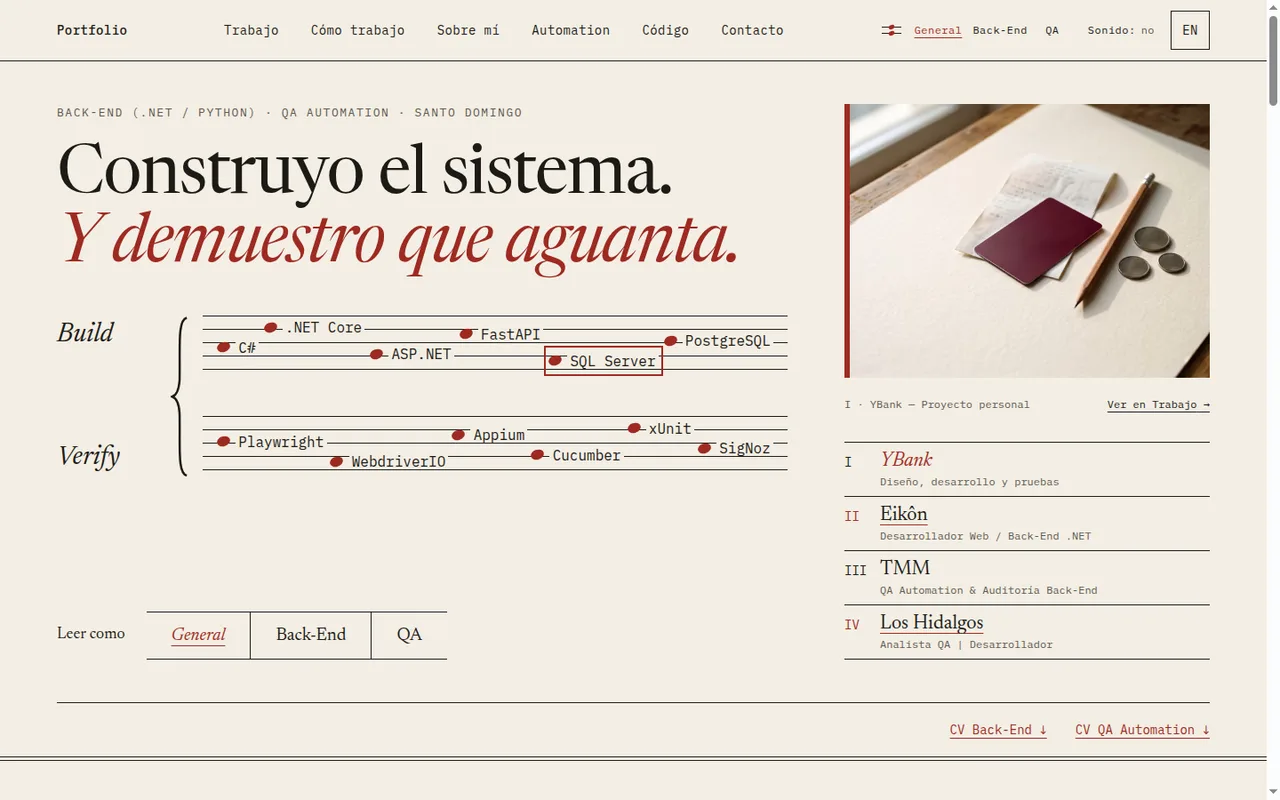 Portfolio
Trabajo Cómo trabajo Sobre mí Automation Código Contacto
General Back-End QA Sonido: no EN
BACK-END (.NET / PYTHON) · QA AUTOMATION · SANTO DOMINGO
Construyo el sistema.
Y demuestro que aguanta.
Build
.NET Core FastAPI PostgreSQL
C# ASP.NET SQL Server
Verify
Playwright Appium xUnit SigNoz
WebdriverIO Cucumber
Leer como General Back-End QA
I · YBank — Proyecto personal Ver en Trabajo →
I YBank
Diseño, desarrollo y pruebas
II Eikôn
Desarrollador Web / Back-End .NET
III TMM
QA Automation & Auditoría Back-End
IV Los Hidalgos
Analista QA | Desarrollador
CV Back-End ↓ CV QA Automation ↓